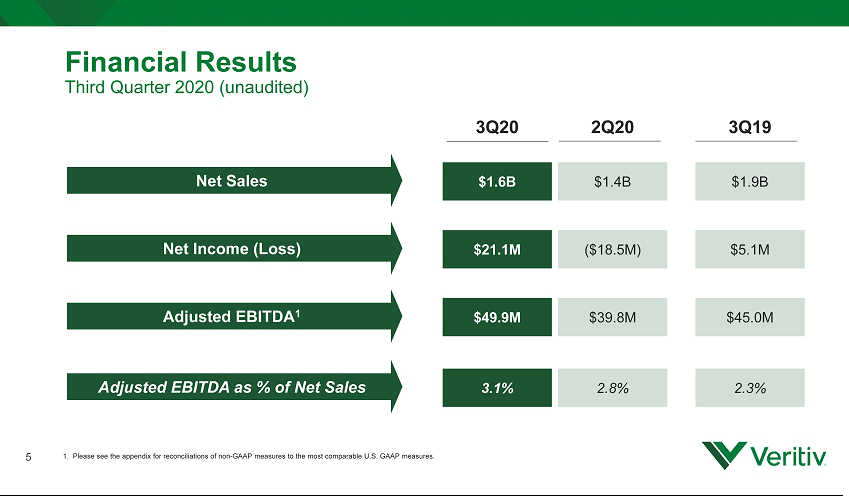 Financial Results
Third Quarter 2020 (unaudited)
3Q20 2Q20 3Q19
Net Sales $1.6B $1.4B $1.9B
Net Income (Loss) $21.1M ($18.5M) $5.1M
Adjusted EBITDA¹ $49.9M $39.8M $45.0M
Adjusted EBITDA as % of Net Sales 3.1% 2.8% 2.3%
5 1. Please see the appendix for reconciliations of non-GAAP measures to the most comparable U.S. GAAP measures.
Veritiv